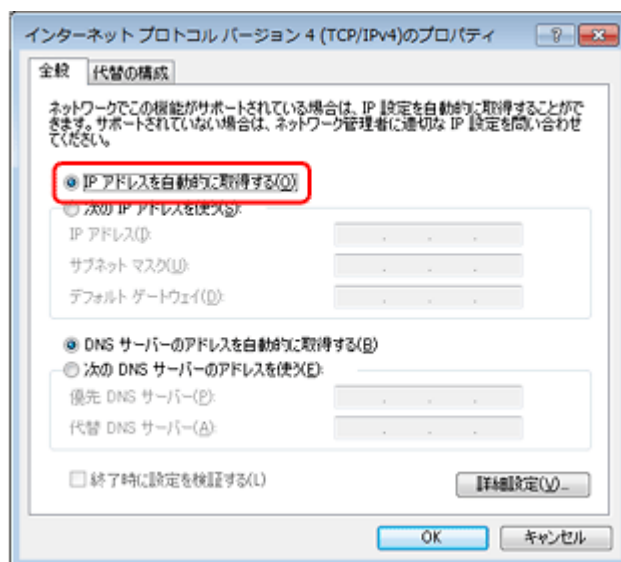 インターネット プロトコル バージョン 4 (TCP/IPv4)のプロパティ
全般 代替の構成
ネットワークでこの機能がサポートされている場合は、IP 設定を自動的に取得することがで
きます。サポートされていない場合は、ネットワーク管理者に適切な IP 設定を問い合わせ
てください。
IP アドレスを自動的に取得する(O)
次の IP アドレスを使う(S):
IP アドレス(I):
サブネット マスク(U):
デフォルト ゲートウェイ(D):
DNS サーバーのアドレスを自動的に取得する(B)
次の DNS サーバーのアドレスを使う(E):
優先 DNS サーバー(P):
代替 DNS サーバー(A):
終了時に設定を検証する(L)
詳細設定(V)...
OK キャンセル